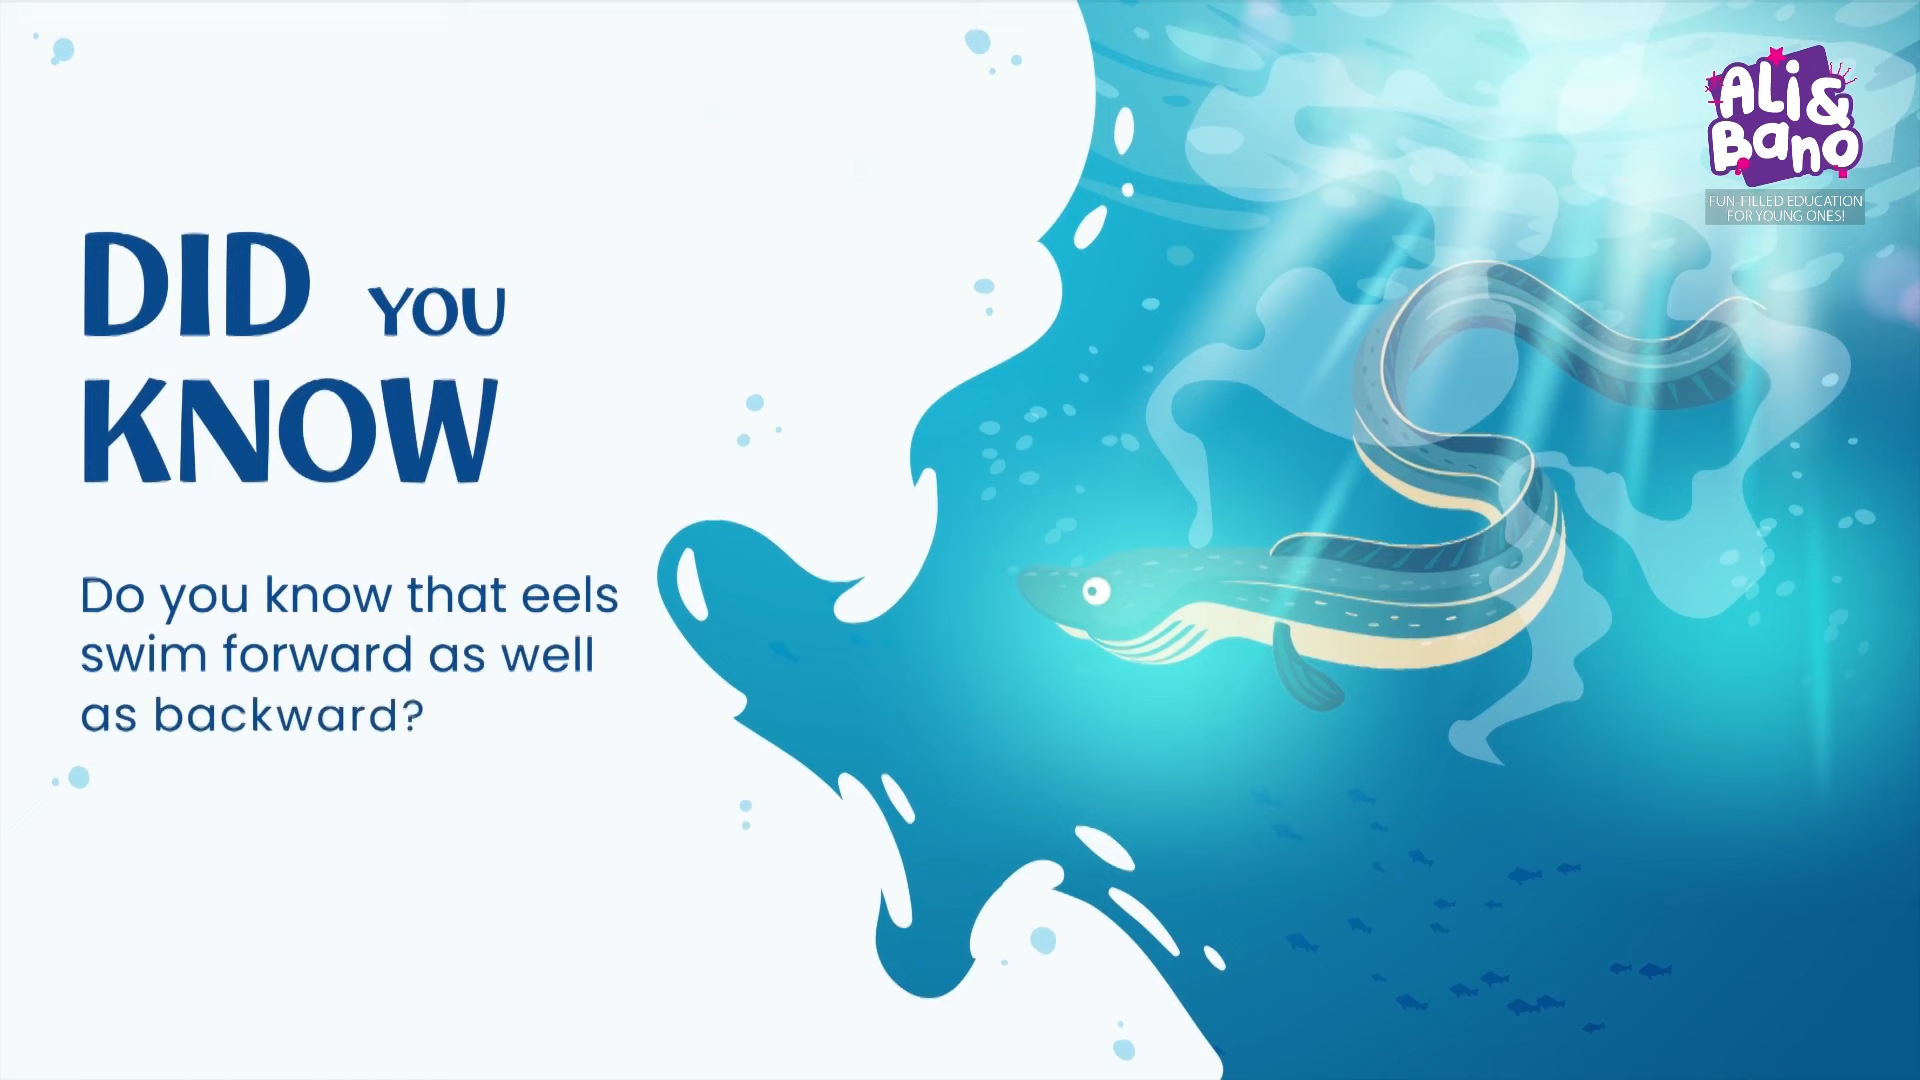 DID YOU
KNOW
Do you know that eels
swim forward as well
as backward?
ALi&
Bano
FUN-FILLED EDUCATION
FOR YOUNG ONES!